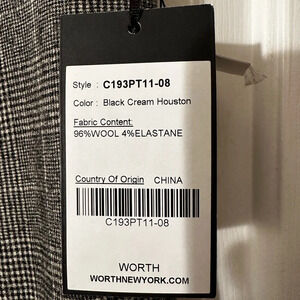 Style : C193PT11-08
Color : Black Cream Houston
Fabric Content:
96%WOOL 4%ELASTANE
Country Of Origin CHINA
C193PT11-08
WORTH
WORTHNEWYORK.COM